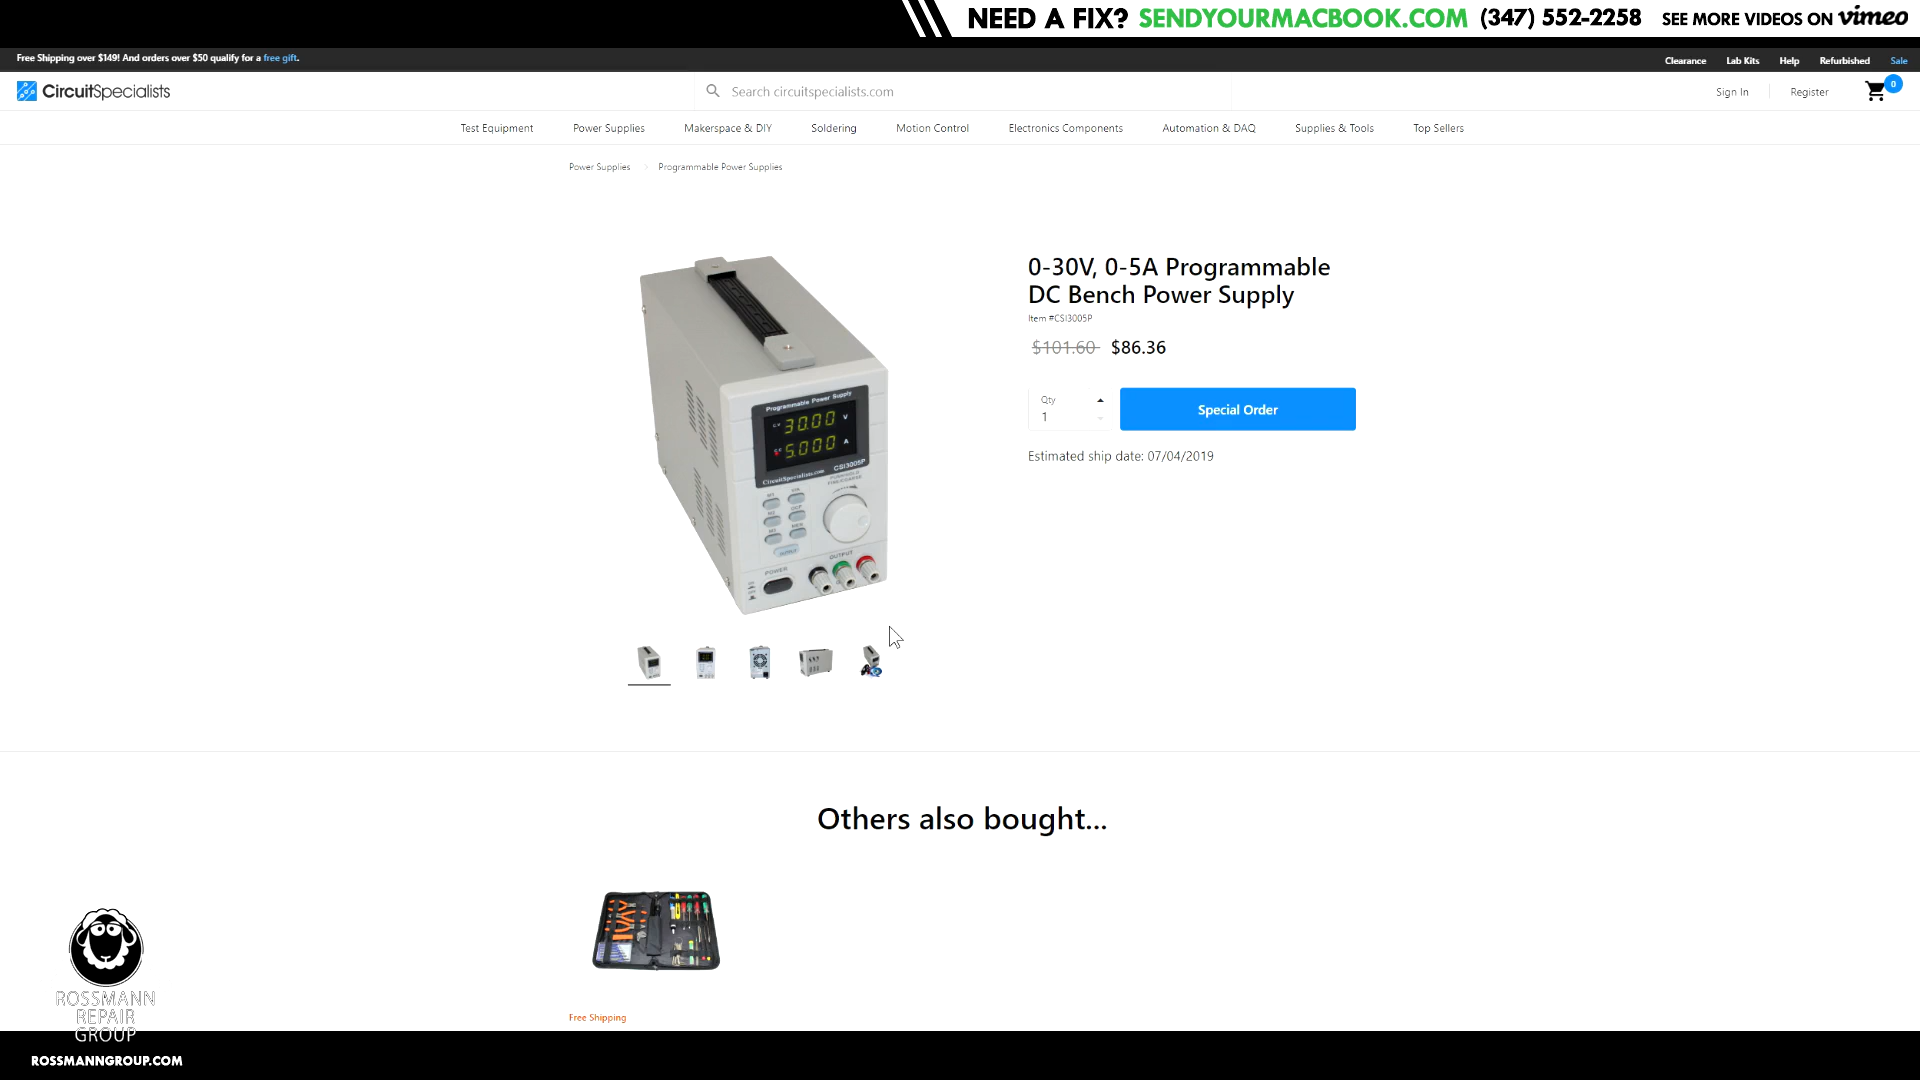 NEED A FIX? SENDYOURMACBOOK.COM (347) 552-2258 SEE MORE VIDEOS ON vimeo
Free Shipping over $149! And orders over $50 qualify for a free gift.
Clearance Lab Kits Help Refurbished Sale
CircuitSpecialists
Search circuitspecialists.com
Sign In Register 0
Test Equipment Power Supplies Makerspace & DIY Soldering Motion Control Electronics Components Automation & DAQ Supplies & Tools Top Sellers
Power Supplies Programmable Power Supplies
0-30V, 0-5A Programmable
DC Bench Power Supply
Item #CSI3005P
$101.60 $86.36
Qty
1
Special Order
Estimated ship date: 07/04/2019
Programmable Power Supply
C.V 30.00 V
C.C 5.000 A
CircuitSpecialists.com CSI3005P
OUTPUT
POWER
Others also bought...
Free Shipping
ROSSMANN
REPAIR
GROUP
ROSSMANNGROUP.COM